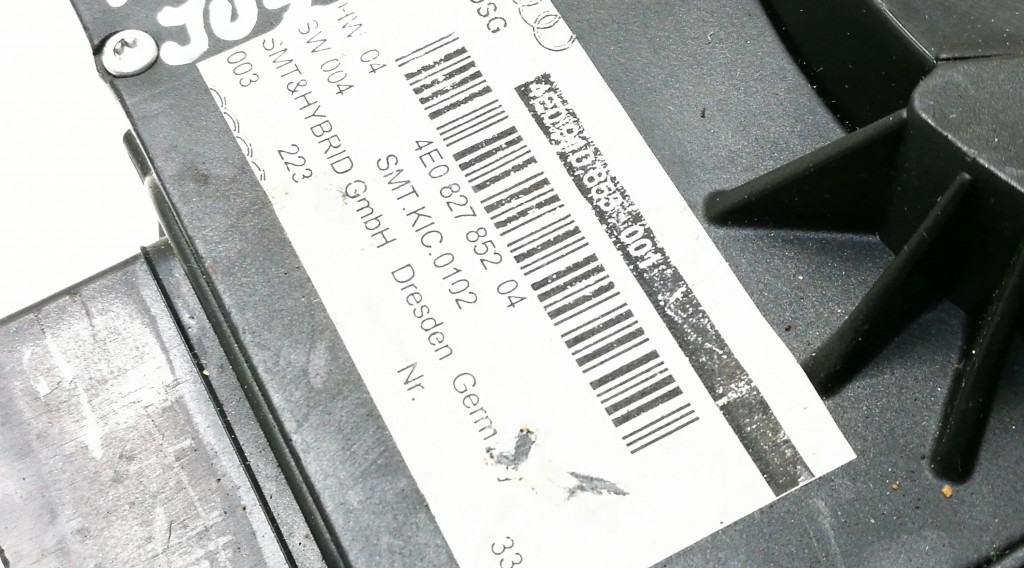 DSG
HW 04
SW 004
4E0 827 852 04
SMT.KIC.0102
SMT&HYBRID GmbH Dresden Germ
003
223
Nr.
33